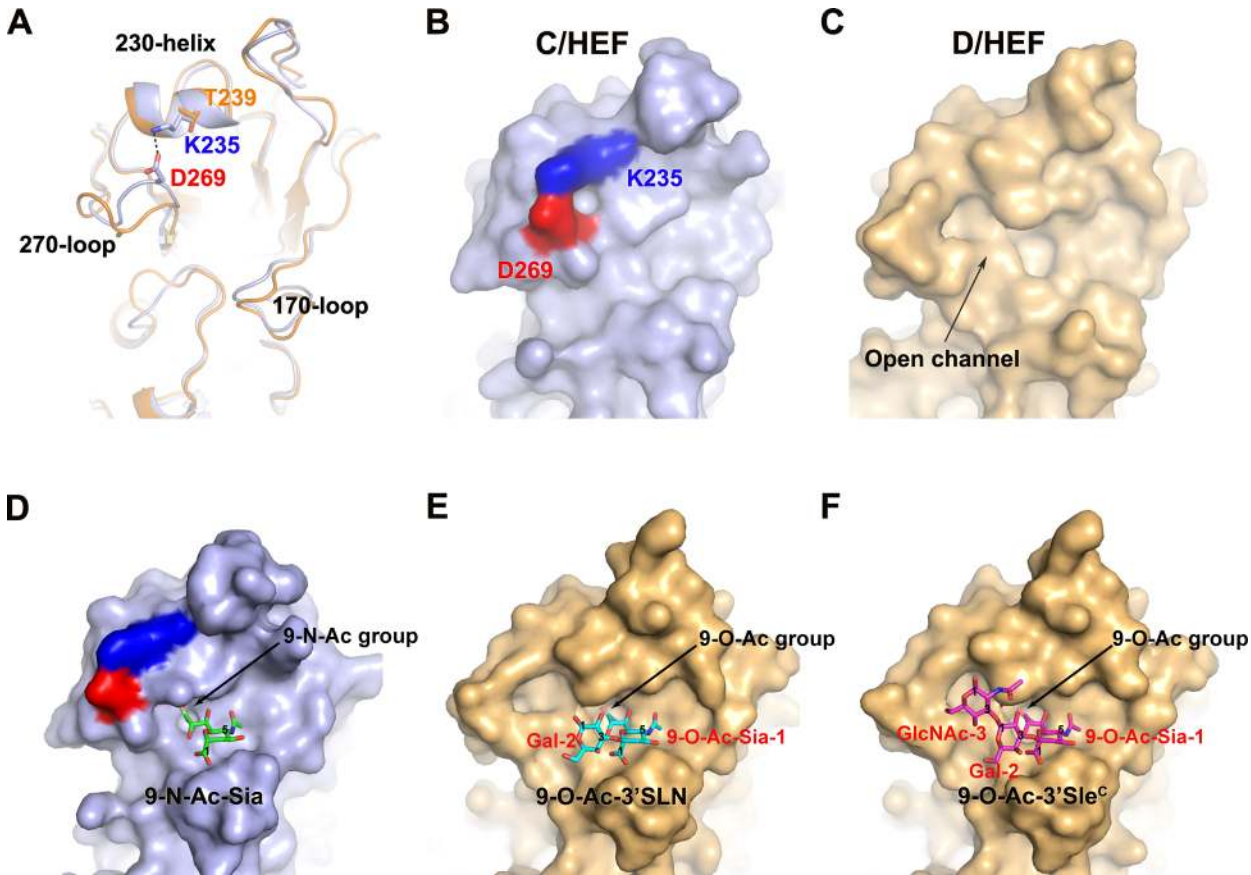 A
230-helix
T239
K235
D269
270-loop
170-loop
B
C/HEF
K235
D269
C
D/HEF
Open channel
D
9-N-Ac group
9-N-Ac-Sia
E
9-O-Ac group
Gal-2
9-O-Ac-Sia-1
9-O-Ac-3'SLN
F
9-O-Ac group
GlcNAc-3
9-O-Ac-Sia-1
Gal-2
9-O-Ac-3'Sleᶜ